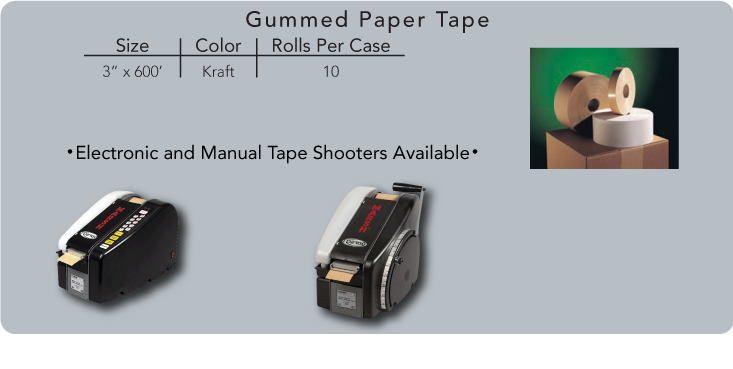 Gummed Paper Tape
Size Color Rolls Per Case
3" x 600' Kraft 10
•Electronic and Manual Tape Shooters Available•